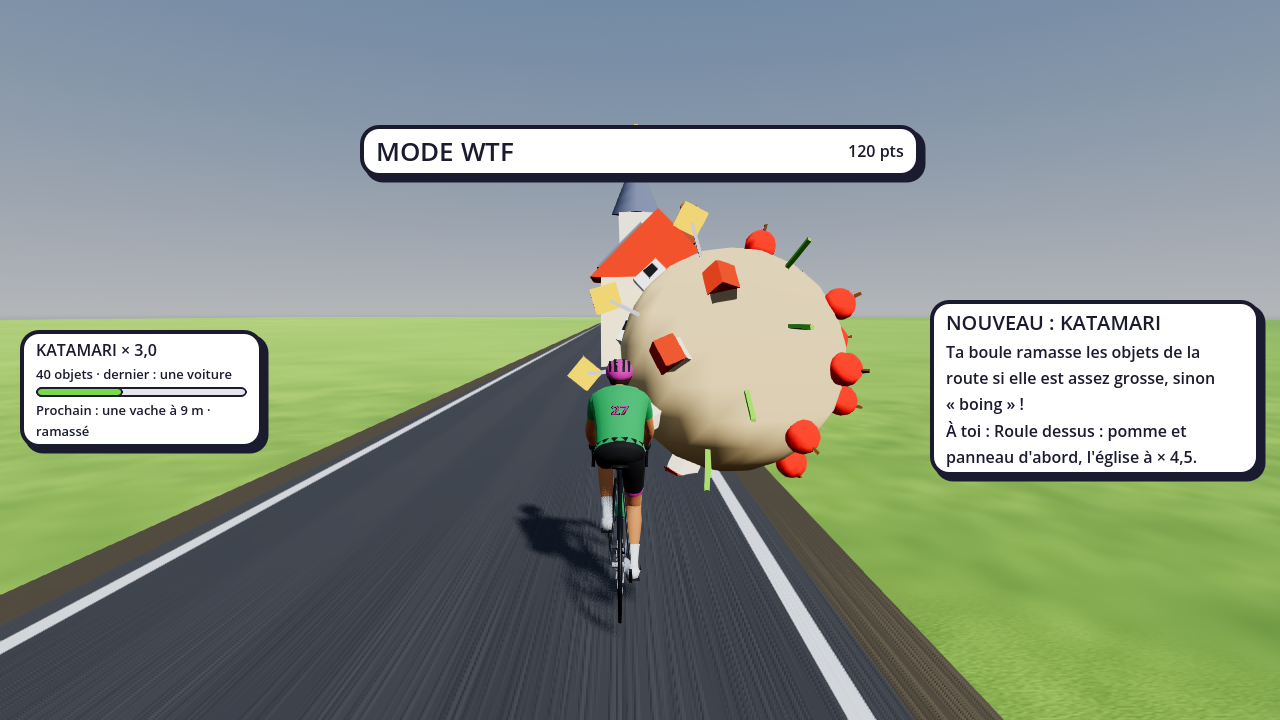 MODE WTF
120 pts
KATAMARI × 3,0
40 objets · dernier : une voiture
Prochain : une vache à 9 m ·
ramassé
NOUVEAU : KATAMARI
Ta boule ramasse les objets de la
route si elle est assez grosse, sinon
« boing » !
À toi : Roule dessus : pomme et
panneau d'abord, l'église à × 4,5.
27